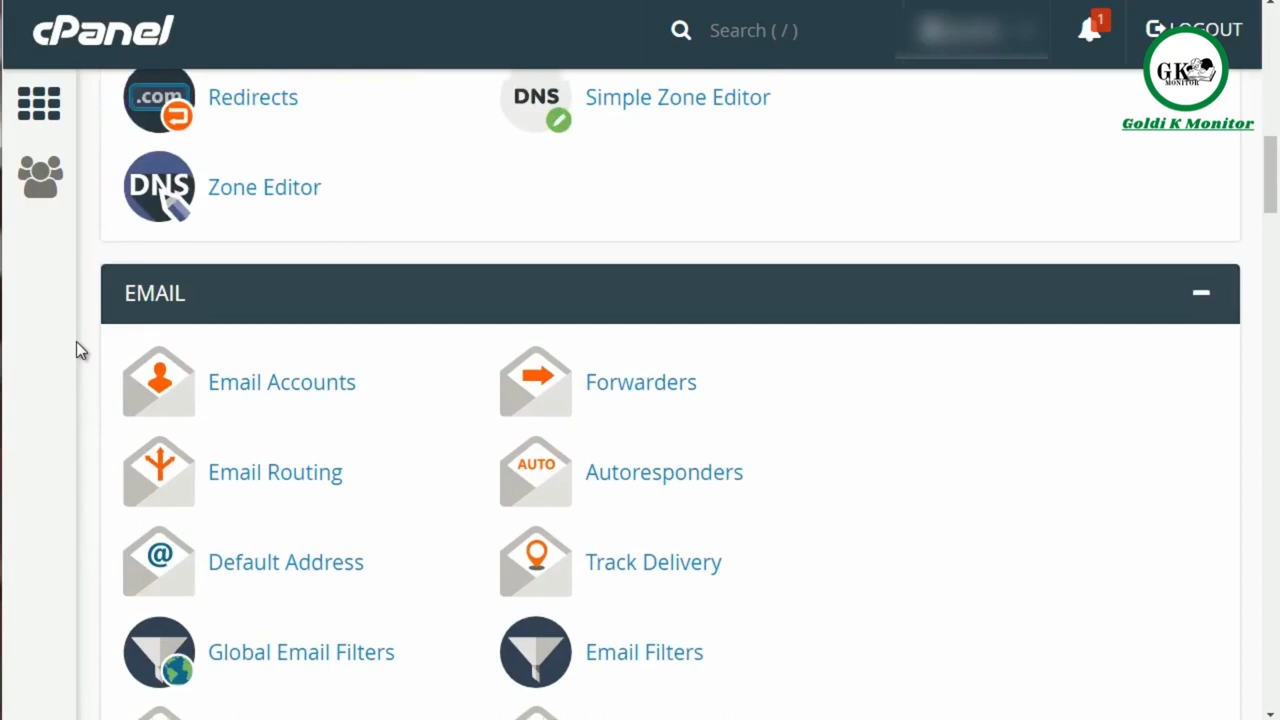 cPanel
Search ( / )
1
LOGOUT
GK
MONITOR
Goldi K Monitor
.com
Redirects
DNS
Simple Zone Editor
DNS
Zone Editor
EMAIL
Email Accounts
Forwarders
Email Routing
AUTO
Autoresponders
@
Default Address
Track Delivery
Global Email Filters
Email Filters